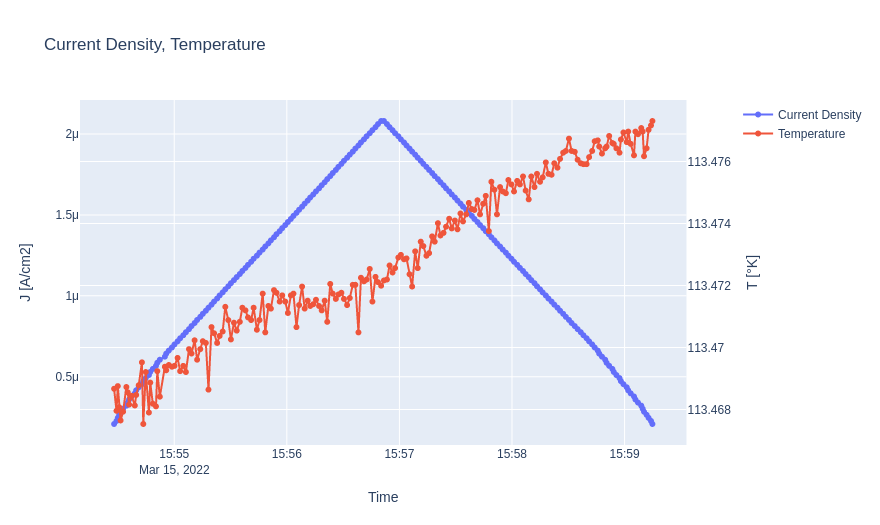 Current Density, Temperature
Current Density
Temperature
2μ
1.5μ
1μ
0.5μ
J [A/cm2]
113.476
113.474
113.472
113.47
113.468
T [°K]
15:55
15:56
15:57
15:58
15:59
Mar 15, 2022
Time